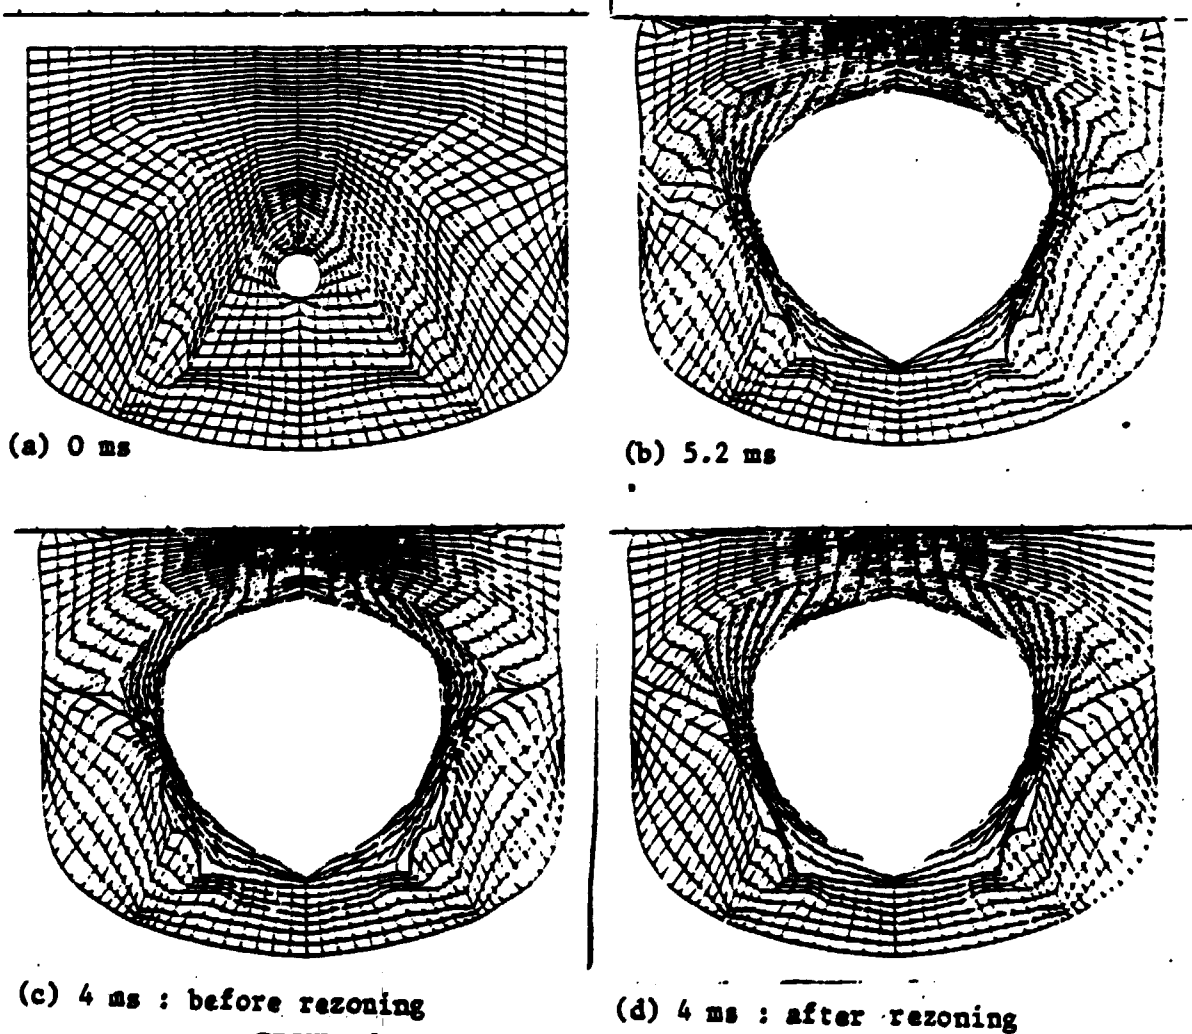 (a) 0 ms
(b) 5.2 ms
(c) 4 ms : before rezoning
(d) 4 ms : after rezoning